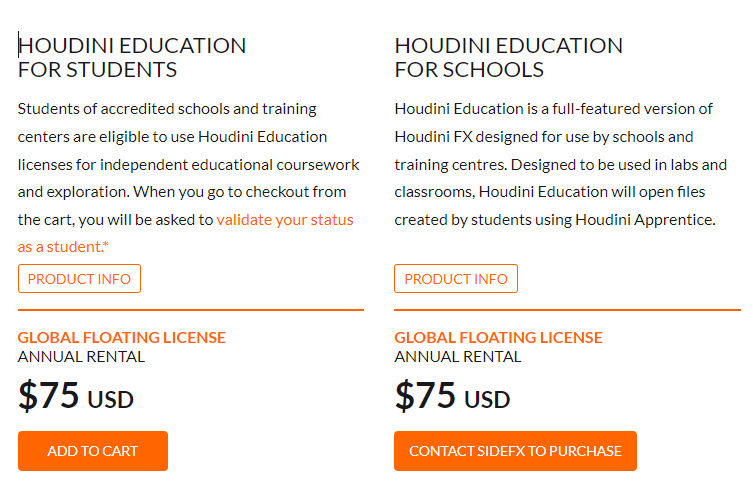 HOUDINI EDUCATION
FOR STUDENTS
Students of accredited schools and training
centers are eligible to use Houdini Education
licenses for independent educational coursework
and exploration. When you go to checkout from
the cart, you will be asked to validate your status
as a student.*
PRODUCT INFO
GLOBAL FLOATING LICENSE
ANNUAL RENTAL
$75 USD
ADD TO CART
HOUDINI EDUCATION
FOR SCHOOLS
Houdini Education is a full-featured version of
Houdini FX designed for use by schools and
training centres. Designed to be used in labs and
classrooms, Houdini Education will open files
created by students using Houdini Apprentice.
PRODUCT INFO
GLOBAL FLOATING LICENSE
ANNUAL RENTAL
$75 USD
CONTACT SIDEFX TO PURCHASE